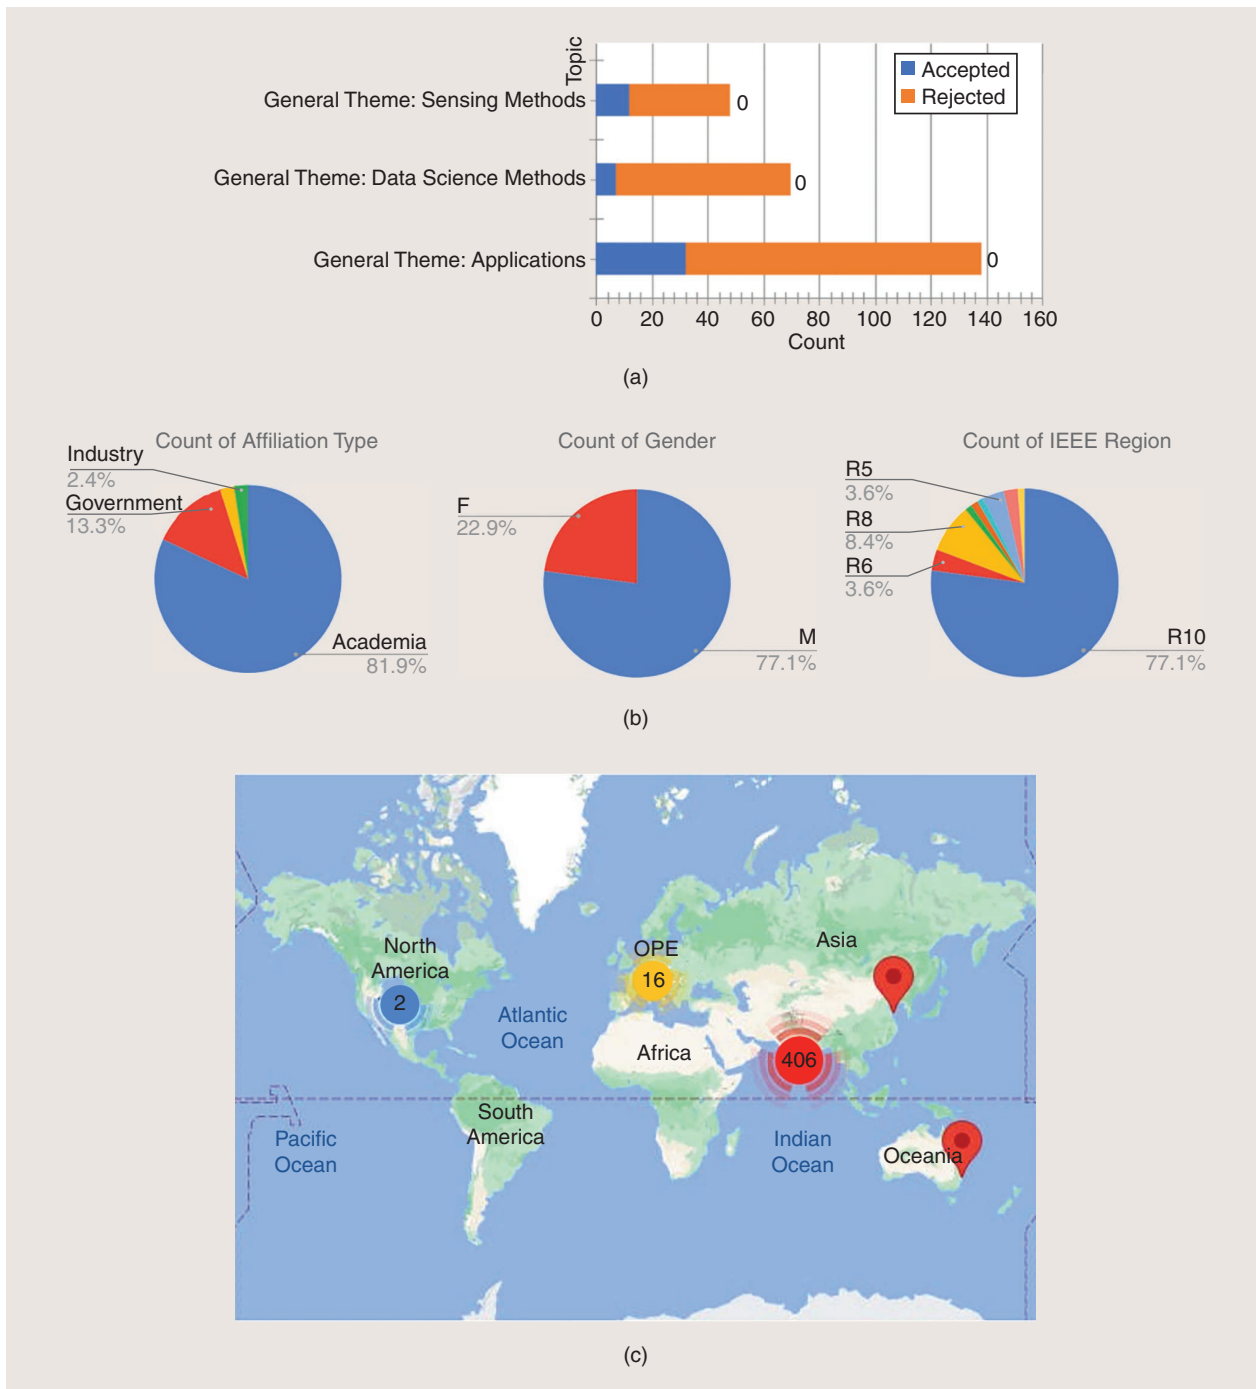 Topic
Accepted
Rejected
General Theme: Sensing Methods
0
General Theme: Data Science Methods
0
General Theme: Applications
0
0 20 40 60 80 100 120 140 160
Count
(a)
Count of Affiliation Type
Industry
2.4%
Government
13.3%
Academia
81.9%
Count of Gender
F
22.9%
M
77.1%
Count of IEEE Region
R5
3.6%
R8
8.4%
R6
3.6%
R10
77.1%
(b)
North
America
2
OPE
16
Asia
Atlantic
Ocean
Africa
406
South
America
Pacific
Ocean
Indian
Ocean
Oceania
(c)